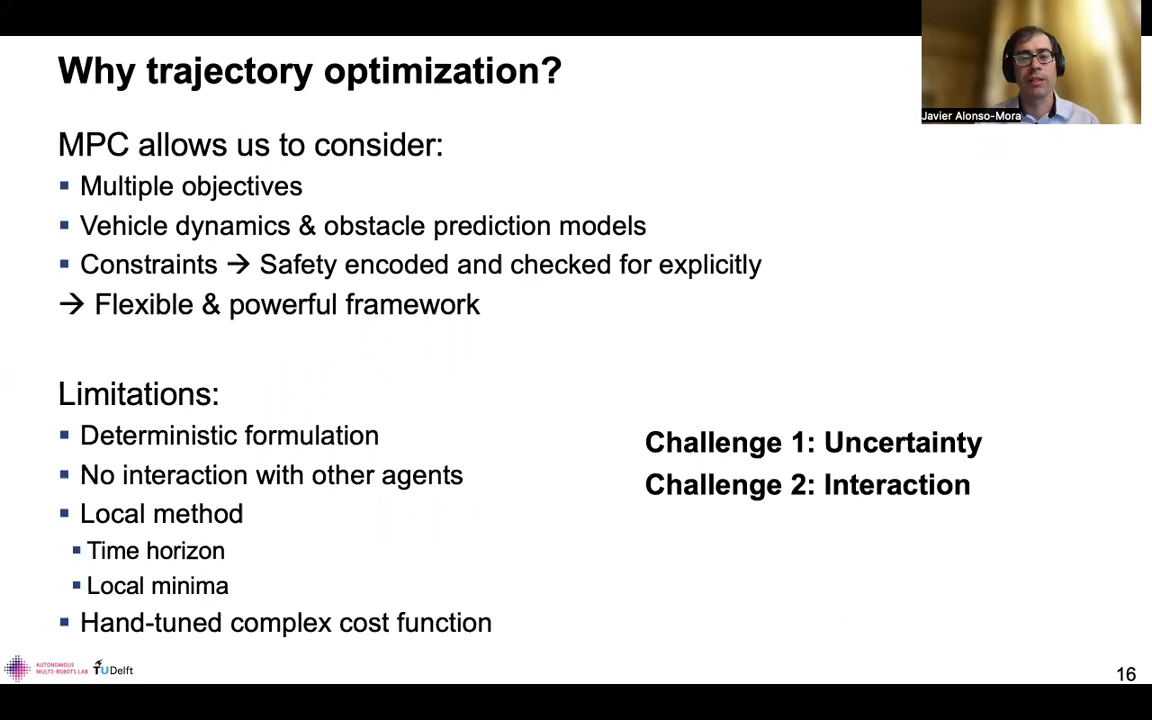 Why trajectory optimization?
Javier Alonso-Mora
MPC allows us to consider:
▪ Multiple objectives
▪ Vehicle dynamics & obstacle prediction models
▪ Constraints → Safety encoded and checked for explicitly
→ Flexible & powerful framework
Limitations:
▪ Deterministic formulation
▪ No interaction with other agents
▪ Local method
▪ Time horizon
▪ Local minima
▪ Hand-tuned complex cost function
Challenge 1: Uncertainty
Challenge 2: Interaction
AUTONOMOUS
MULTI-ROBOTS LAB
TUDelft
16